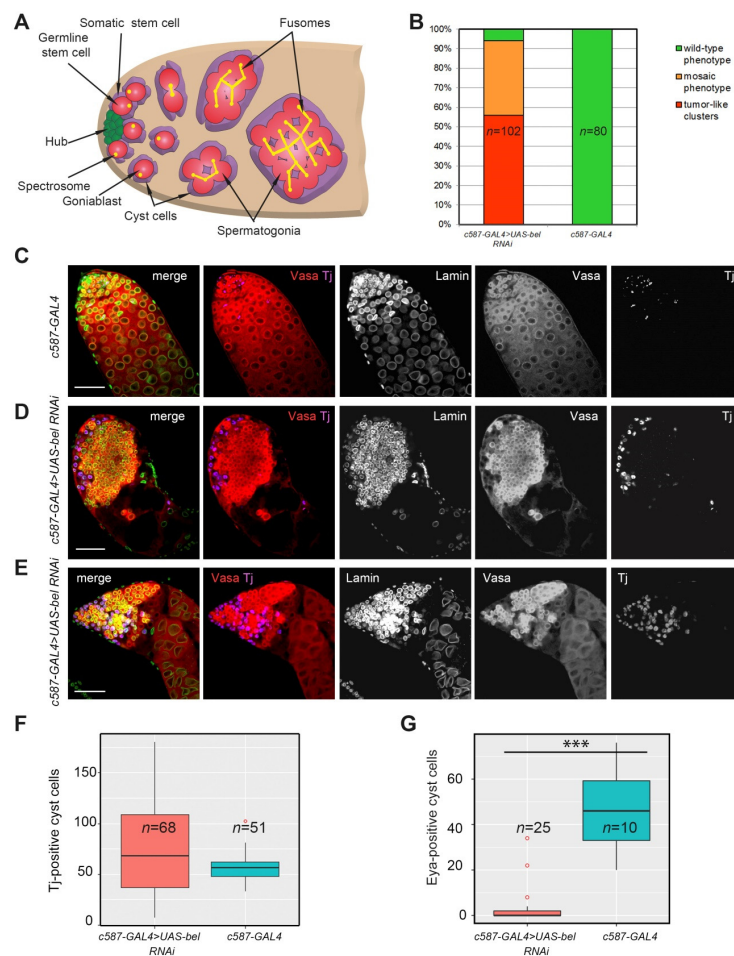 A
Somatic stem cell
Fusomes
Germline
stem cell
Hub
Spectrosome
Goniablast
Cyst cells
Spermatogonia
B
100%
90%
80%
70%
60%
50%
40%
30%
20%
10%
0%
n=102
n=80
c587-GAL4>UAS-bel
RNAi
c587-GAL4
wild-type
phenotype
mosaic
phenotype
tumor-like
clusters
C
c587-GAL4
merge
Vasa Tj
Lamin
Vasa
Tj
D
c587-GAL4>UAS-bel RNAi
merge
Vasa Tj
Lamin
Vasa
Tj
E
c587-GAL4>UAS-bel RNAi
merge
Vasa Tj
Lamin
Vasa
Tj
F
Tj-positive cyst cells
150
100
50
0
n=68
n=51
c587-GAL4>UAS-bel
RNAi
c587-GAL4
G
Eya-positive cyst cells
60
40
20
0
***
n=25
n=10
c587-GAL4>UAS-bel
RNAi
c587-GAL4